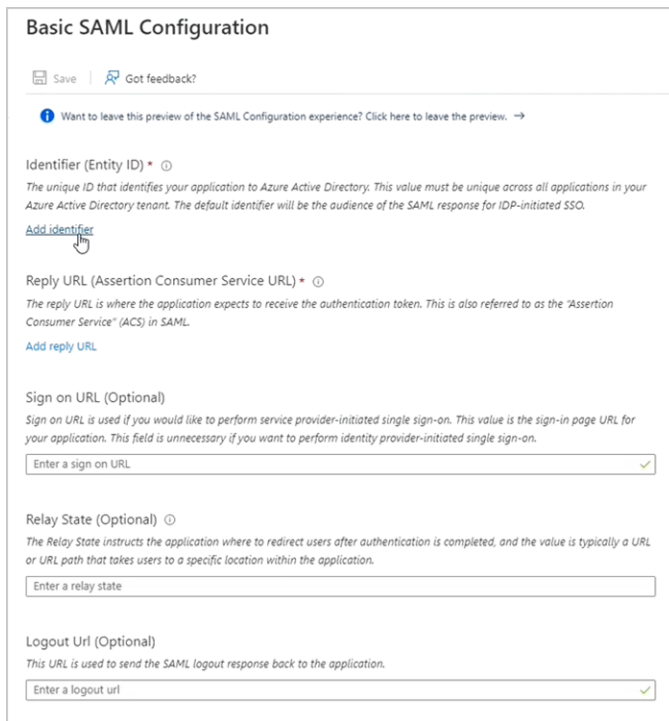 Basic SAML Configuration
Save
Got feedback?
Want to leave this preview of the SAML Configuration experience? Click here to leave the preview. →
Identifier (Entity ID) *
The unique ID that identifies your application to Azure Active Directory. This value must be unique across all applications in your
Azure Active Directory tenant. The default identifier will be the audience of the SAML response for IDP-initiated SSO.
Add identifier
Reply URL (Assertion Consumer Service URL) *
The reply URL is where the application expects to receive the authentication token. This is also referred to as the "Assertion
Consumer Service" (ACS) in SAML.
Add reply URL
Sign on URL (Optional)
Sign on URL is used if you would like to perform service provider-initiated single sign-on. This value is the sign-in page URL for
your application. This field is unnecessary if you want to perform identity provider-initiated single sign-on.
Enter a sign on URL
Relay State (Optional)
The Relay State instructs the application where to redirect users after authentication is completed, and the value is typically a URL
or URL path that takes users to a specific location within the application.
Enter a relay state
Logout Url (Optional)
This URL is used to send the SAML logout response back to the application.
Enter a logout url